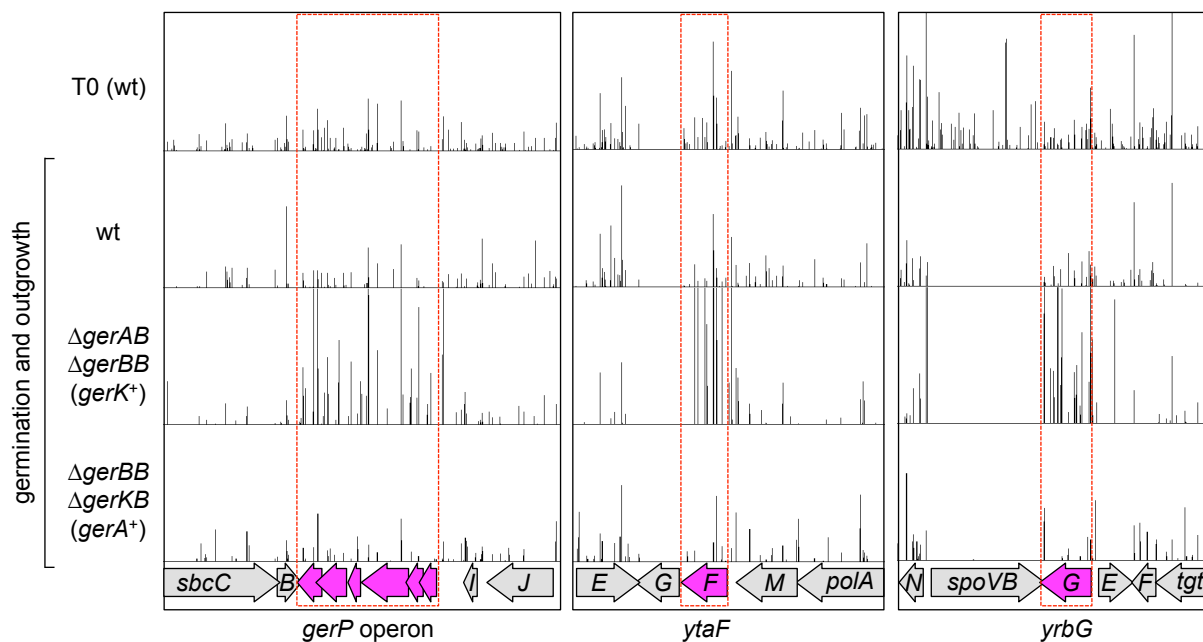 T0 (wt)
germination and outgrowth
wt
ΔgerAB
ΔgerBB
(gerK⁺)
ΔgerBB
ΔgerKB
(gerA⁺)
sbcC B I J
E G F M polA
N spoVB G E F tgt
gerP operon
ytaF
yrbG